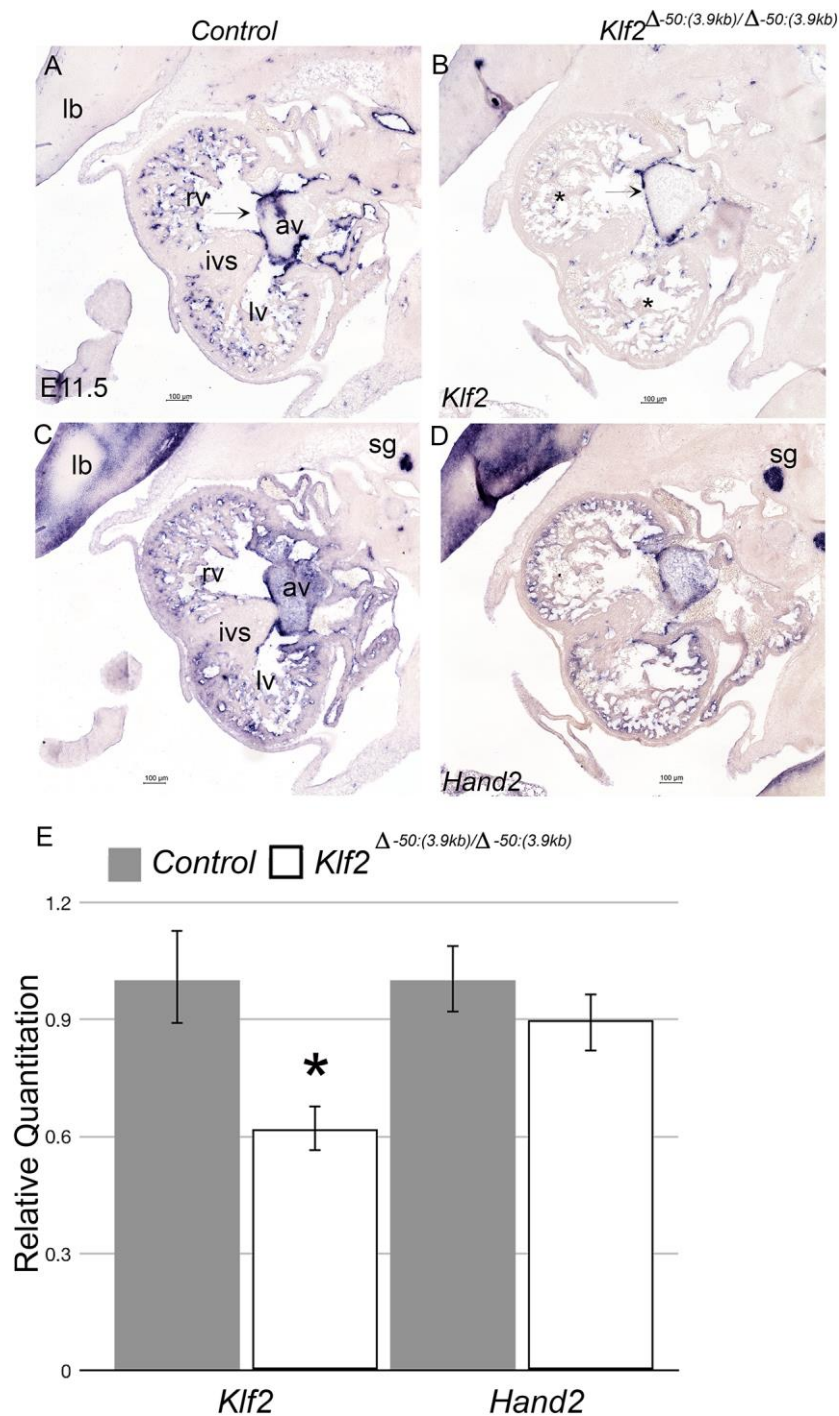 Control
Klf2 Δ -50:(3.9kb)/Δ -50:(3.9kb)
A
lb
rv
av
ivs
lv
E11.5
100 µm
B
*
*
Klf2
100 µm
C
lb
sg
rv
av
ivs
lv
100 µm
D
sg
Hand2
100 µm
E
Control Klf2 Δ -50:(3.9kb)/Δ -50:(3.9kb)
Relative Quantitation
1.2
0.9
0.6
0.3
0
*
Klf2 Hand2